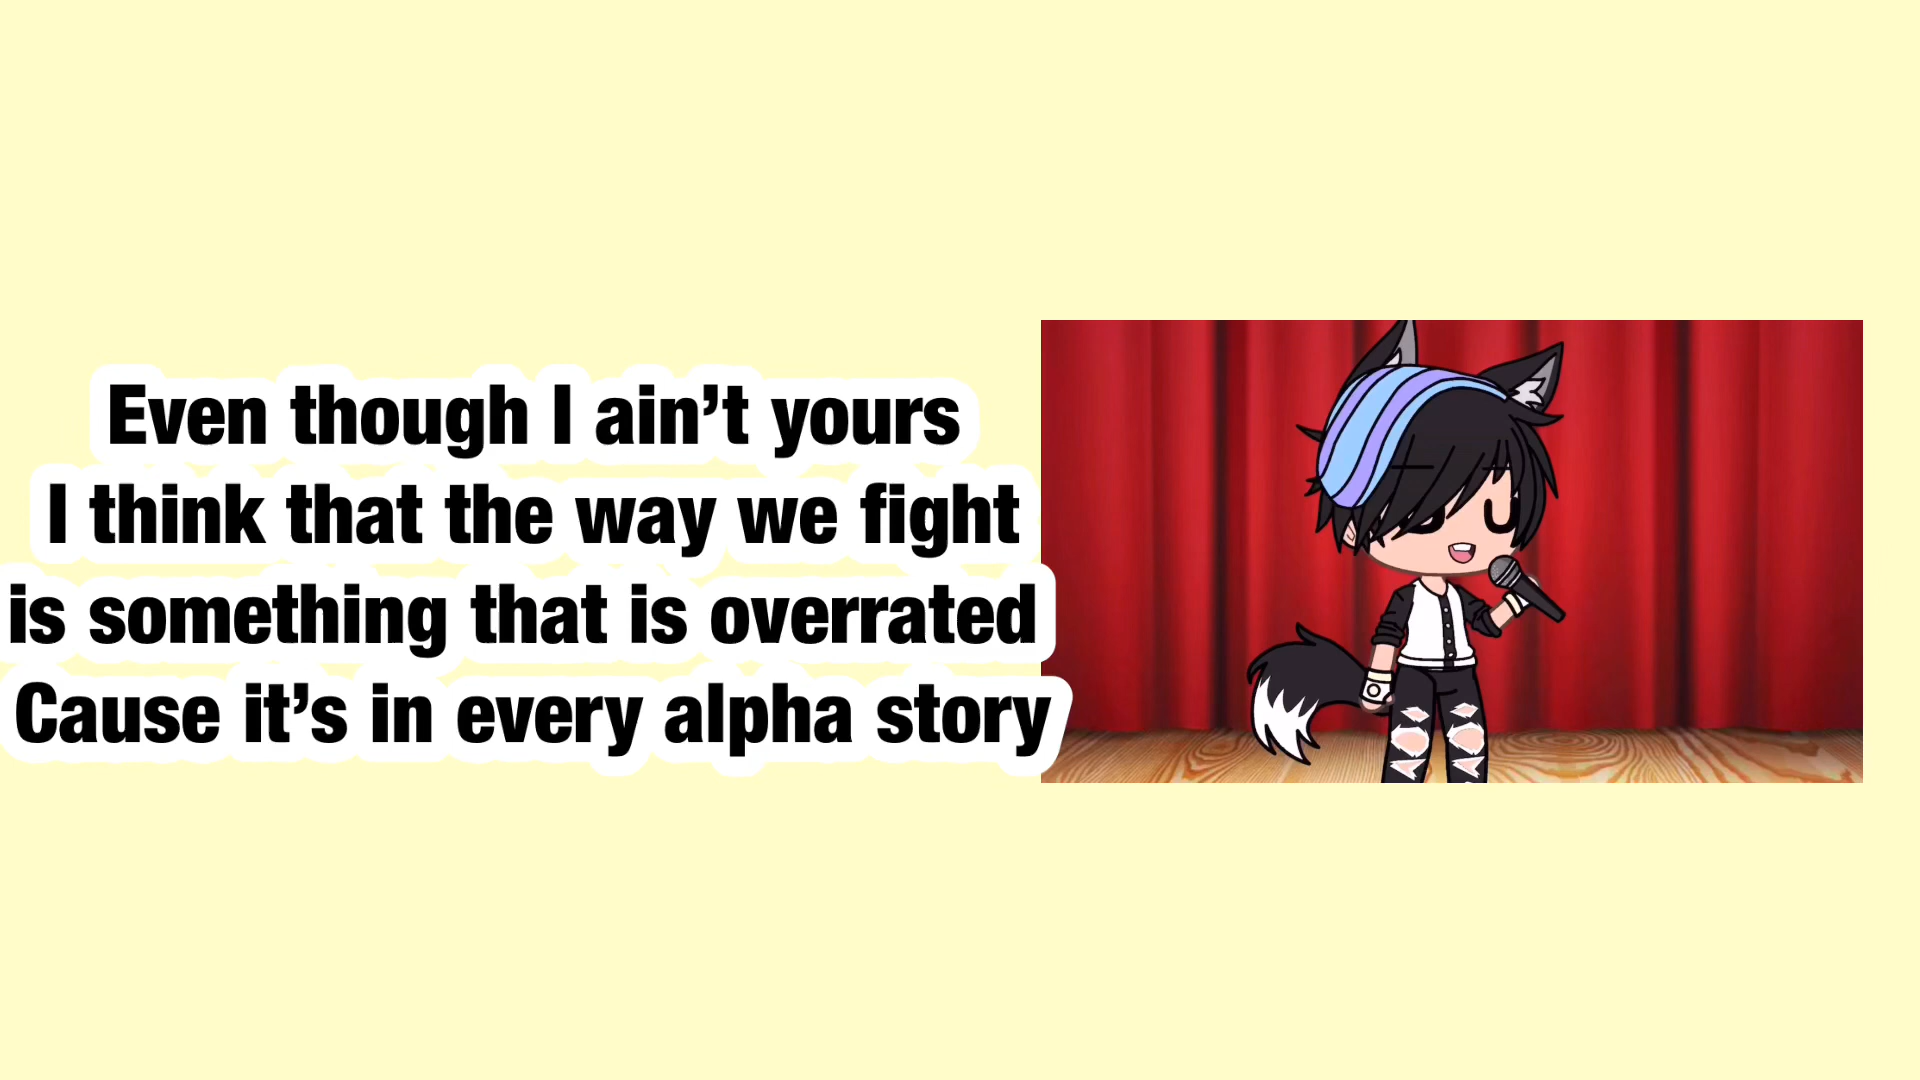 Even though I ain’t yours
I think that the way we fight
is something that is overrated
Cause it’s in every alpha story